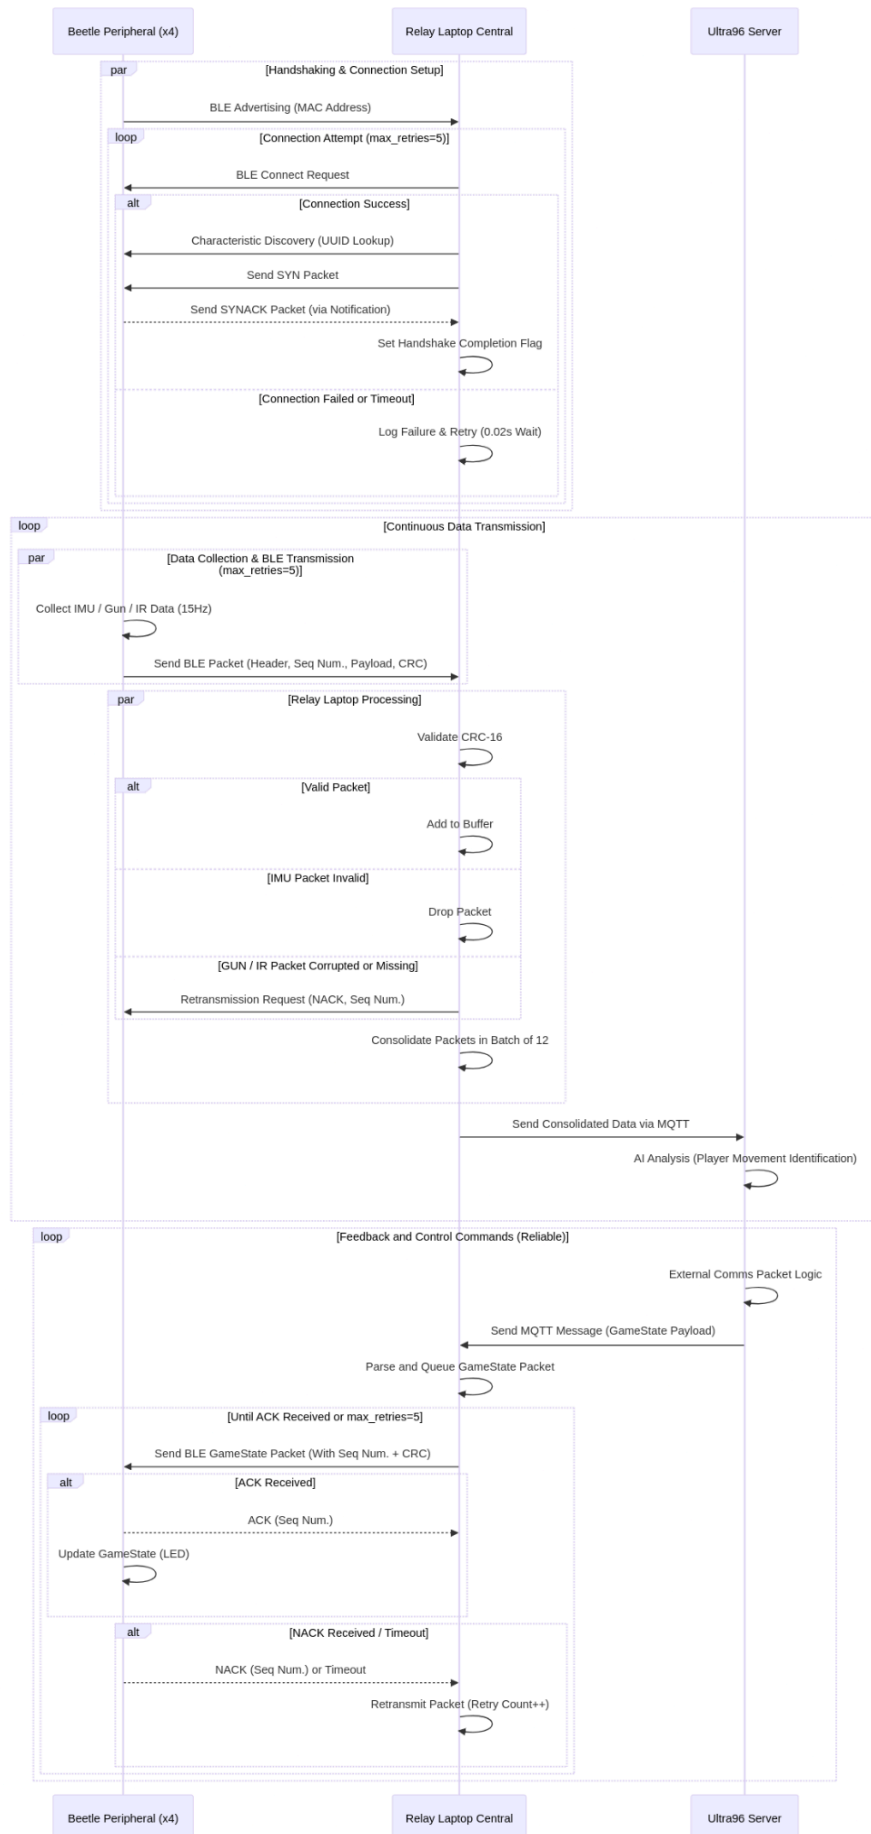 Beetle Peripheral (x4)
Relay Laptop Central
Ultra96 Server
par
[Handshaking & Connection Setup]
BLE Advertising (MAC Address)
loop
[Connection Attempt (max_retries=5)]
BLE Connect Request
alt
[Connection Success]
Characteristic Discovery (UUID Lookup)
Send SYN Packet
Send SYNACK Packet (via Notification)
Set Handshake Completion Flag
[Connection Failed or Timeout]
Log Failure & Retry (0.02s Wait)
loop
[Continuous Data Transmission]
par
[Data Collection & BLE Transmission
(max_retries=5)]
Collect IMU / Gun / IR Data (15Hz)
Send BLE Packet (Header, Seq Num., Payload, CRC)
par
[Relay Laptop Processing]
Validate CRC-16
alt
[Valid Packet]
Add to Buffer
[IMU Packet Invalid]
Drop Packet
[GUN / IR Packet Corrupted or Missing]
Retransmission Request (NACK, Seq Num.)
Consolidate Packets in Batch of 12
Send Consolidated Data via MQTT
AI Analysis (Player Movement Identification)
loop
[Feedback and Control Commands (Reliable)]
External Comms Packet Logic
Send MQTT Message (GameState Payload)
Parse and Queue GameState Packet
loop
[Until ACK Received or max_retries=5]
Send BLE GameState Packet (With Seq Num. + CRC)
alt
[ACK Received]
ACK (Seq Num.)
Update GameState (LED)
alt
[NACK Received / Timeout]
NACK (Seq Num.) or Timeout
Retransmit Packet (Retry Count++)
Beetle Peripheral (x4)
Relay Laptop Central
Ultra96 Server